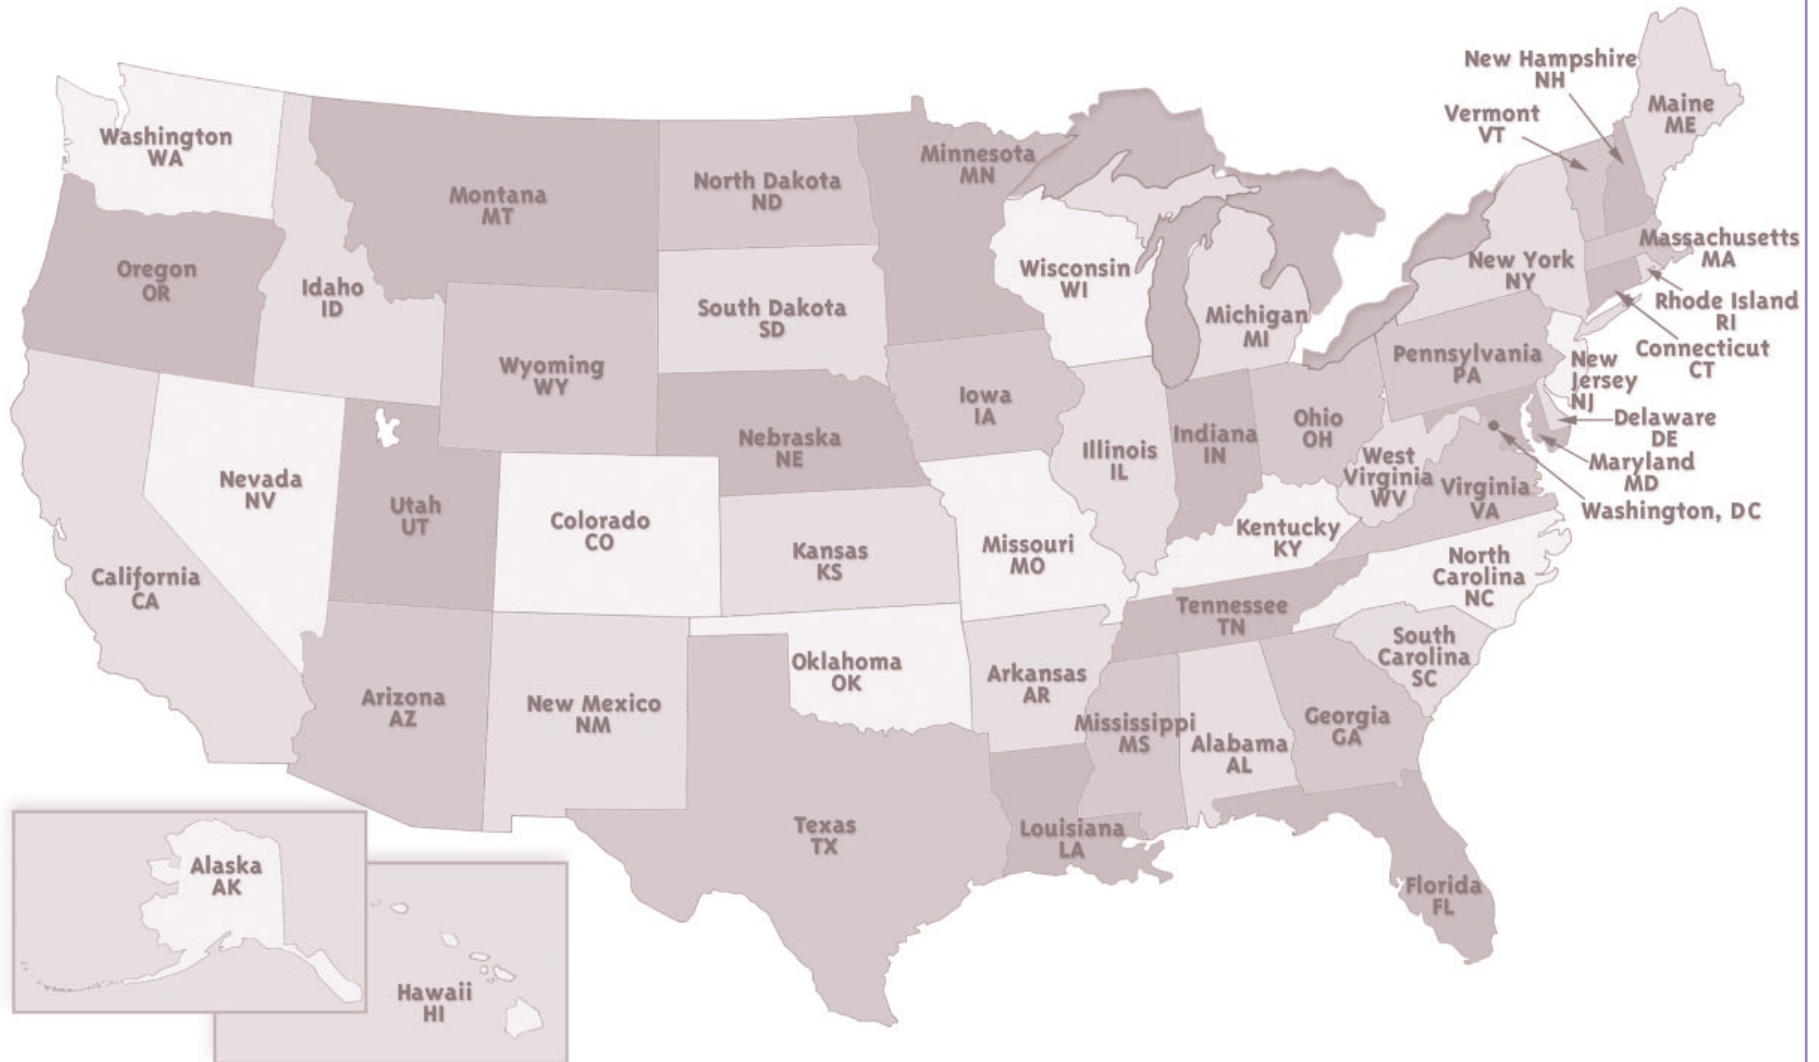 New Hampshire
NH
Maine
ME
Vermont
VT
Washington
WA
Minnesota
MN
North Dakota
ND
Montana
MT
Massachusetts
MA
New York
NY
Oregon
OR
Wisconsin
WI
Idaho
ID
Rhode Island
RI
South Dakota
SD
Michigan
MI
Connecticut
CT
Pennsylvania
PA
New
Jersey
NJ
Wyoming
WY
Iowa
IA
Delaware
DE
Ohio
OH
Indiana
IN
Nebraska
NE
Illinois
IL
West
Virginia
WV
Maryland
MD
Nevada
NV
Virginia
VA
Utah
UT
Washington, DC
Colorado
CO
Kentucky
KY
Missouri
MO
Kansas
KS
North
Carolina
NC
California
CA
Tennessee
TN
South
Carolina
SC
Oklahoma
OK
Arkansas
AR
Arizona
AZ
New Mexico
NM
Georgia
GA
Mississippi
MS
Alabama
AL
Texas
TX
Louisiana
LA
Alaska
AK
Florida
FL
Hawaii
HI